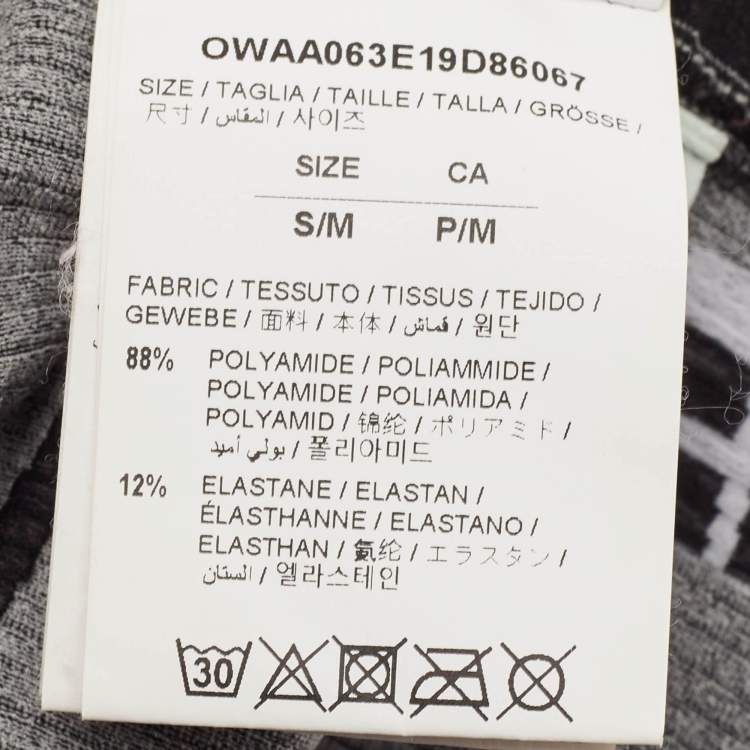 OWAA063E19D86067
SIZE / TAGLIA / TAILLE / TALLA / GRÖSSE /
尺寸 / المقاس / 사이즈
SIZE CA
S/M P/M
FABRIC / TESSUTO / TISSUS / TEJIDO /
GEWEBE / 面料 / 本体 / قماش / 원단
88% POLYAMIDE / POLIAMMIDE /
POLYAMIDE / POLIAMIDA /
POLYAMID / 锦纶 / ポリアミド /
بولي أميد / 폴리아미드
12% ELASTANE / ELASTAN /
ÉLASTHANNE / ELASTANO /
ELASTHAN / 氨纶 / エラスタン /
الستان / 엘라스테인
30